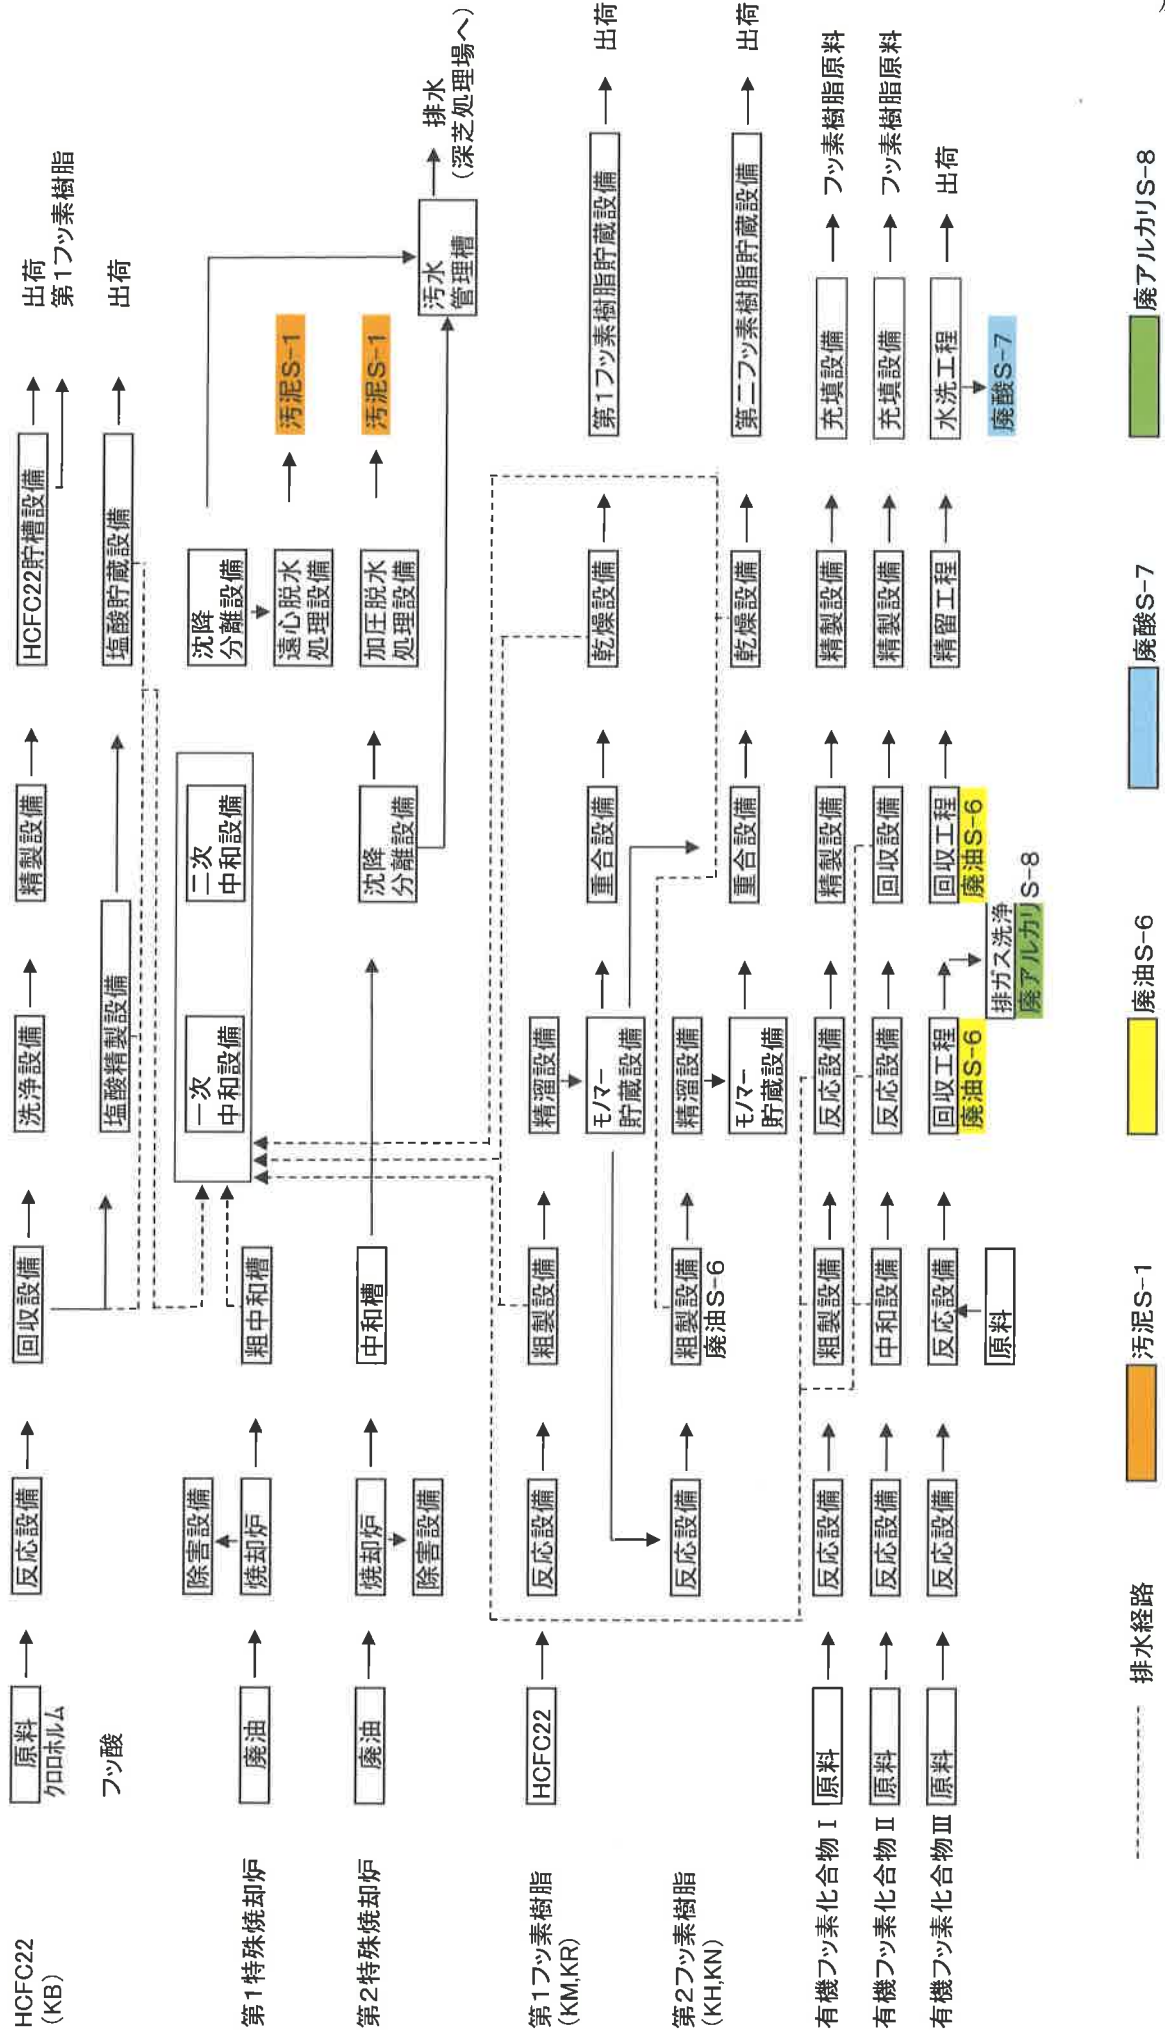 HCFC22
(KB)
原料
クロロホルム
フッ酸
反応設備
回収設備
洗浄設備
精製設備
HCFC22貯槽設備
出荷
第1フッ素樹脂
塩酸精製設備
塩酸貯蔵設備
出荷
第1特殊焼却炉
廃油
除害設備
焼却炉
粗中和槽
一次
中和設備
二次
中和設備
沈降
分離設備
遠心脱水
処理設備
汚泥S-1
第2特殊焼却炉
廃油
焼却炉
除害設備
中和槽
沈降
分離設備
加圧脱水
処理設備
汚泥S-1
汚水
管理槽
排水
(深芝処理場へ)
第1フッ素樹脂
(KM,KR)
HCFC22
反応設備
粗製設備
精溜設備
モノマー
貯蔵設備
重合設備
乾燥設備
第1フッ素樹脂貯蔵設備
出荷
第2フッ素樹脂
(KH,KN)
反応設備
粗製設備
廃油S-6
精溜設備
モノマー
貯蔵設備
重合設備
乾燥設備
第二フッ素樹脂貯蔵設備
出荷
有機フッ素化合物Ⅰ
原料
反応設備
粗製設備
反応設備
精製設備
精製設備
充填設備
フッ素樹脂原料
有機フッ素化合物Ⅱ
原料
反応設備
中和設備
反応設備
回収設備
精製設備
充填設備
フッ素樹脂原料
有機フッ素化合物Ⅲ
原料
反応設備
反応設備
原料
回収工程
廃油S-6
排ガス洗浄
廃アルカリS-8
回収工程
廃油S-6
精留工程
水洗工程
廃酸S-7
出荷
排水経路
汚泥S-1
廃油S-6
廃酸S-7
廃アルカリS-8